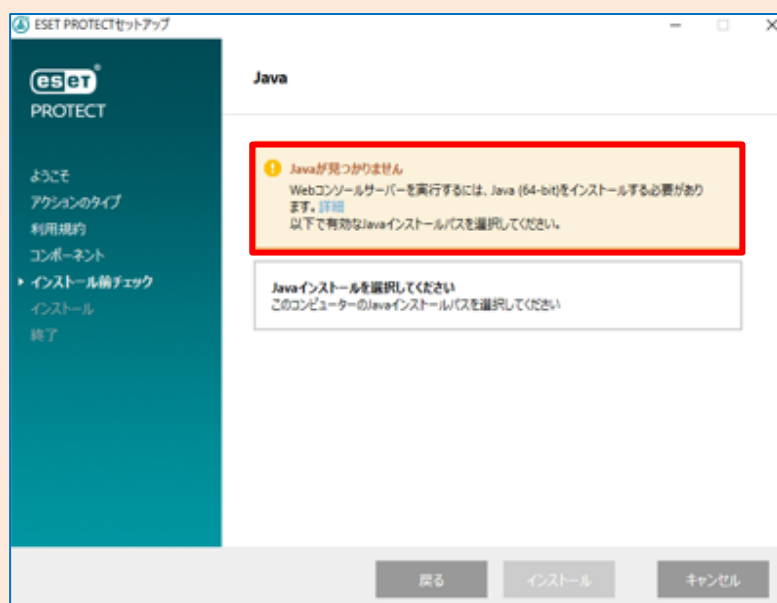 ESET PROTECTセットアップ
eset
PROTECT
Java
ようこそ
アクションのタイプ
利用規約
コンポーネント
インストール前チェック
インストール
終了
Javaが見つかりません
Webコンソールサーバーを実行するには、Java (64-bit)をインストールする必要があり
ます。詳細
以下で有効なJavaインストールパスを選択してください。
Javaインストールを選択してください
このコンピューターのJavaインストールパスを選択してください
戻る
インストール
キャンセル